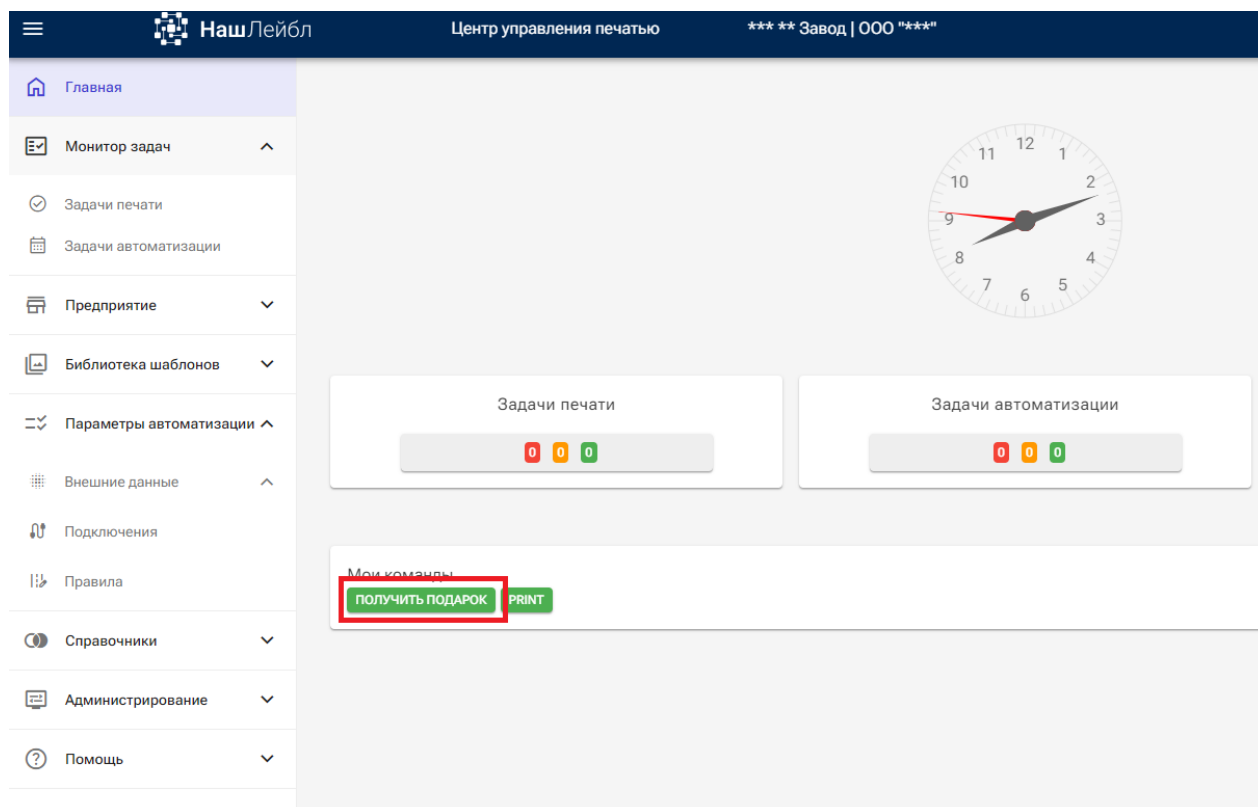 НашЛейбл
Центр управления печатью
*** ** Завод | ООО "***"
Главная
Монитор задач
Задачи печати
Задачи автоматизации
Предприятие
Библиотека шаблонов
Параметры автоматизации
Внешние данные
Подключения
Правила
Справочники
Администрирование
Помощь
12
1
2
3
4
5
6
7
8
9
10
11
Задачи печати
0 0 0
Задачи автоматизации
0 0 0
Мои команды
ПОЛУЧИТЬ ПОДАРОК
PRINT